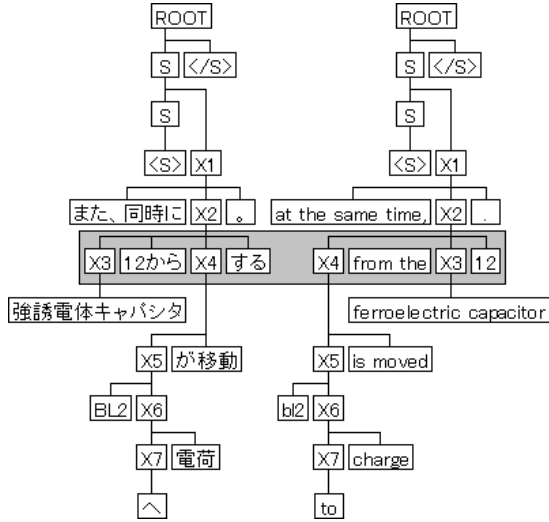 ROOT ROOT
S </S> S </S>
S S
<S> X1 <S> X1
また、同時に X2 。 at the same time, X2 .
X3 12から X4 する X4 from the X3 12
強誘電体キャパシタ ferroelectric capacitor
X5 が移動 X5 is moved
BL2 X6 bl2 X6
X7 電荷 X7 charge
へ to